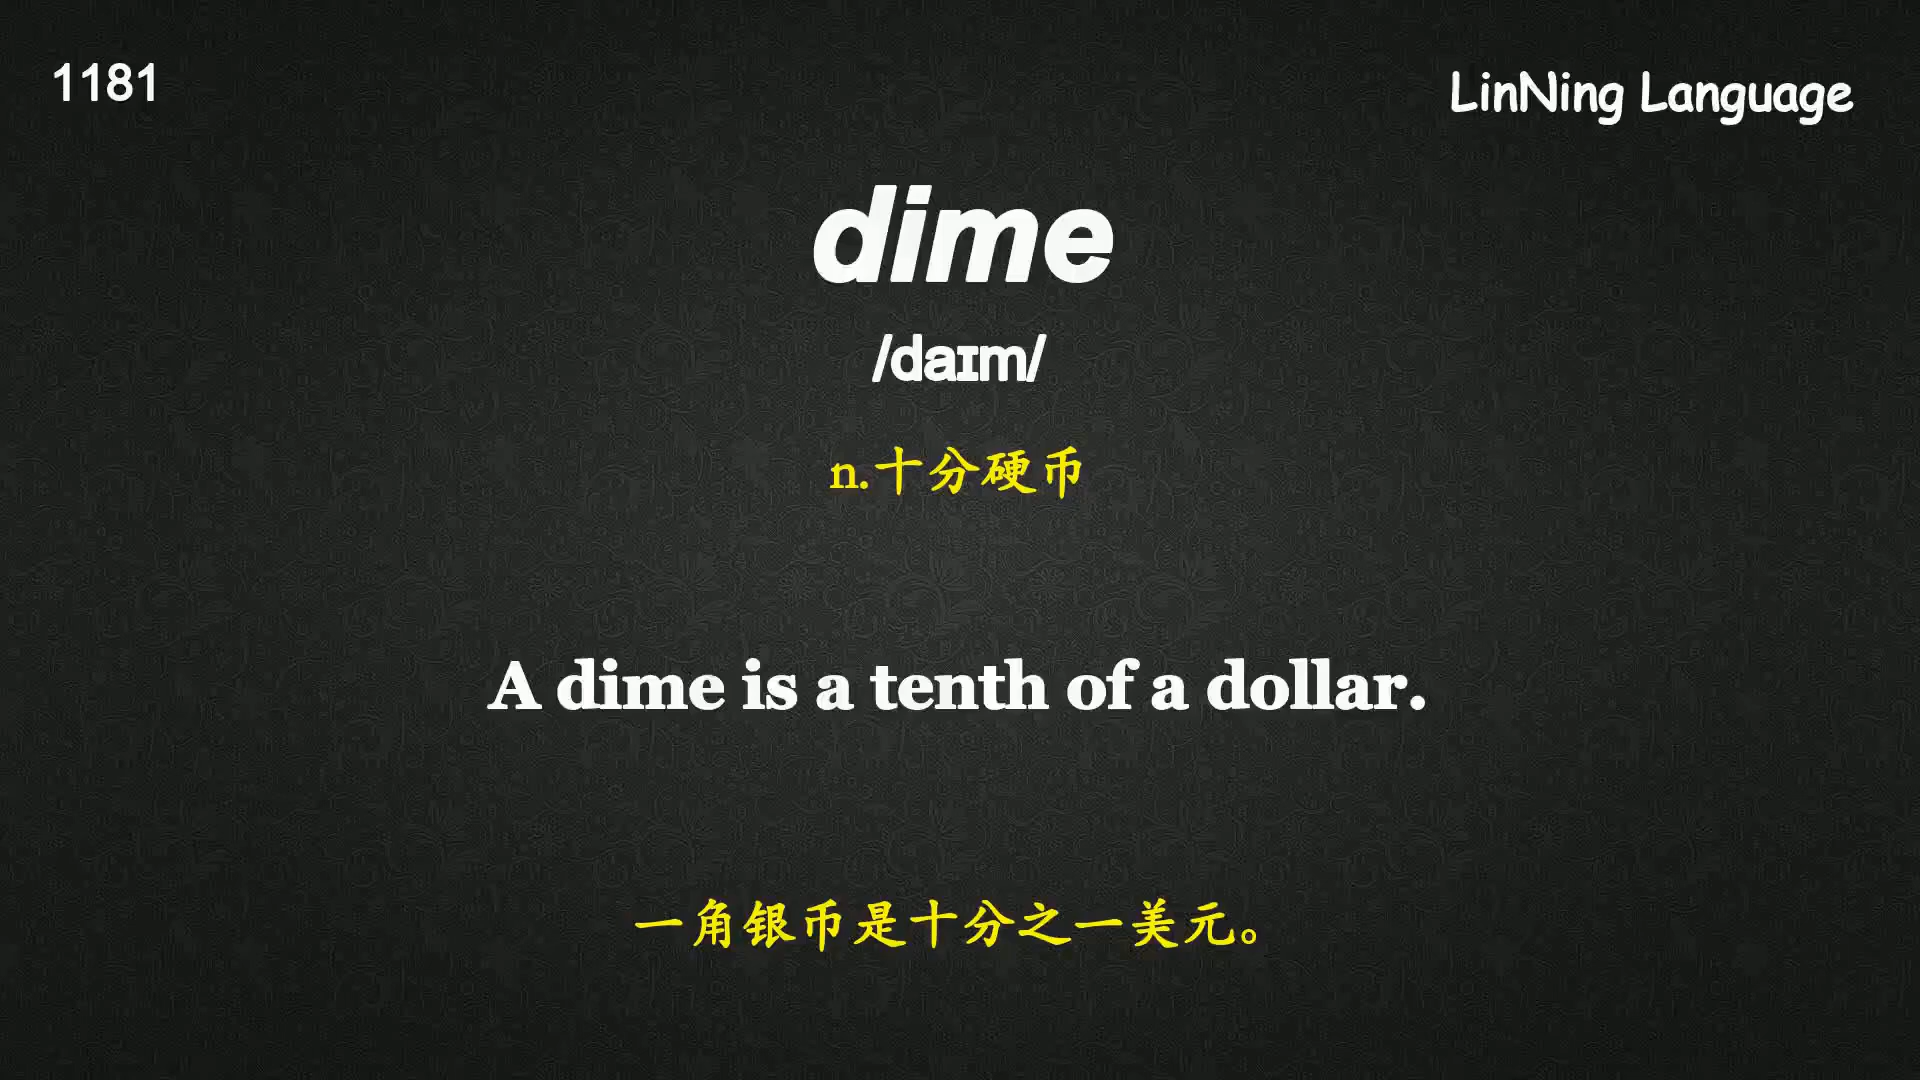 1181
LinNing Language
dime
/daɪm/
n.十分硬币
A dime is a tenth of a dollar.
一角银币是十分之一美元。